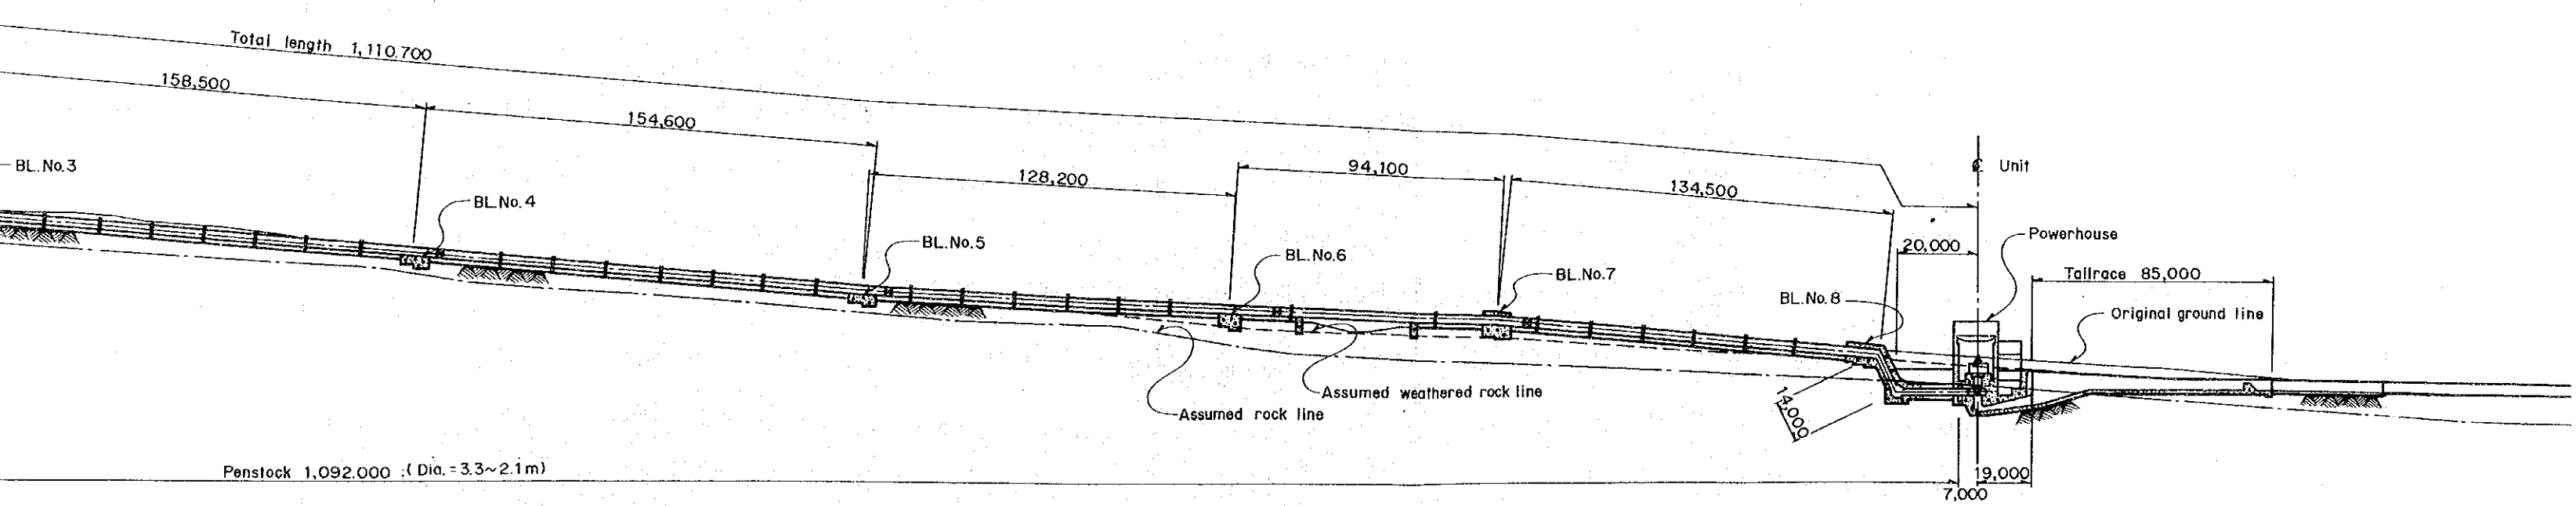 Total length 1,110.700
158,500
154,600
BL.No.3
128,200
94,100
134,500
℄ Unit
BL.No.4
BL.No.5
BL.No.6
BL.No.7
BL.No.8
20,000
Powerhouse
Tailrace 85,000
Original ground line
Assumed weathered rock line
Assumed rock line
14,000
Penstock 1,092.000 :( Dia. = 3.3~2.1m)
19,000
7,000